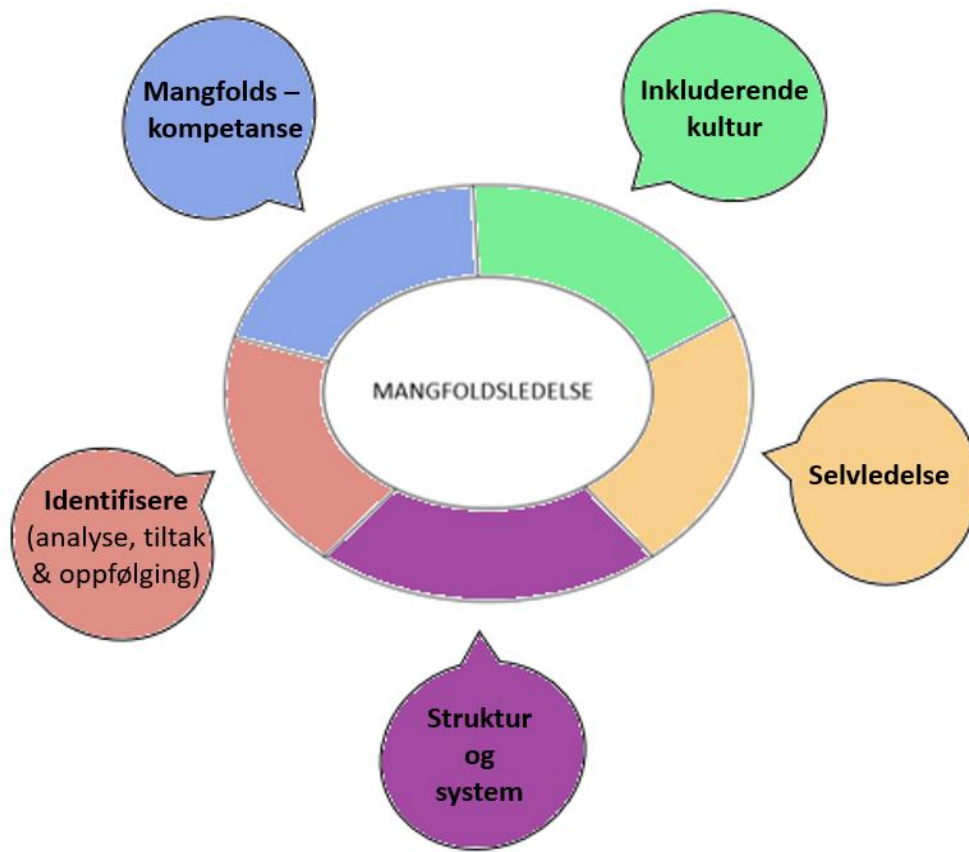 Mangfolds –
kompetanse
Inkluderende
kultur
MANGFOLDSLEDELSE
Selvledelse
Identifisere
(analyse, tiltak
& oppfølging)
Struktur
og
system